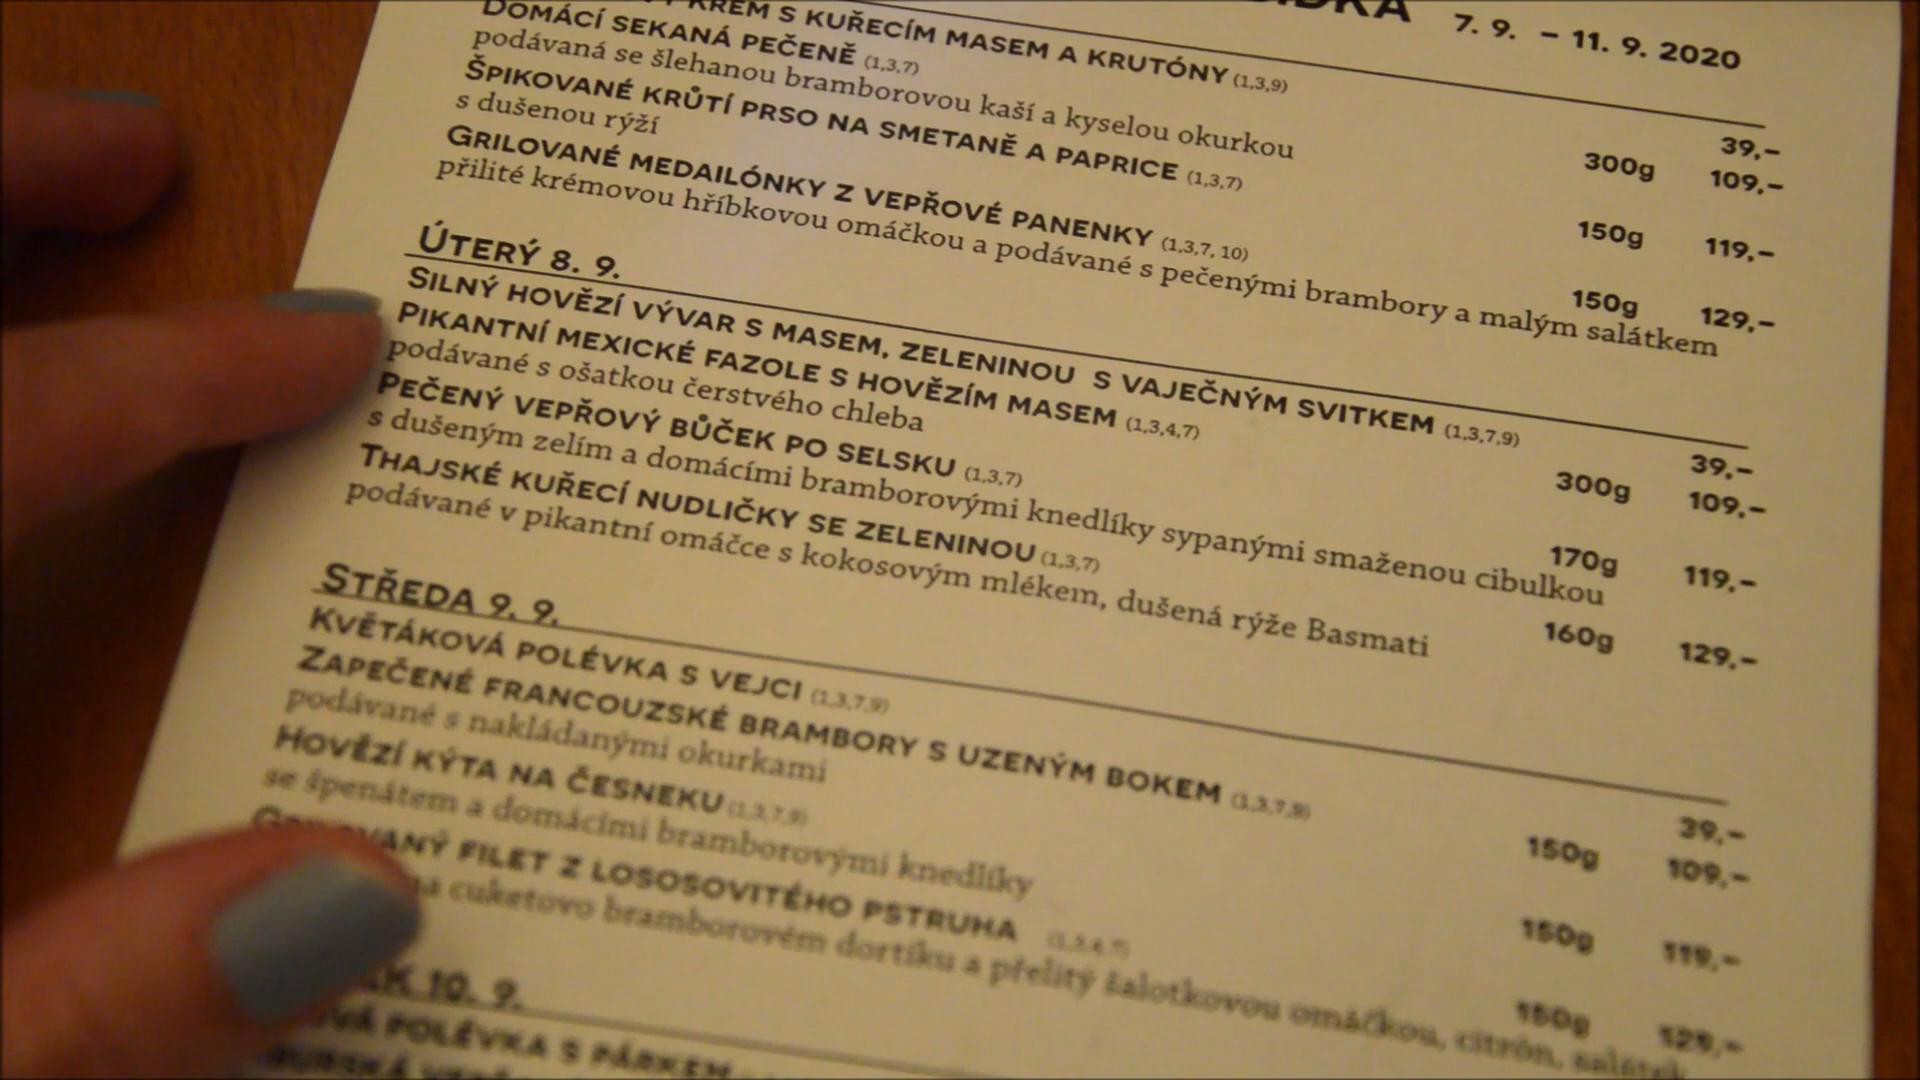 7. 9. – 11. 9. 2020
KRÉM S KUŘECÍM MASEM A KRUTÓNY (1,3,9) 39,–
DOMÁCÍ SEKANÁ PEČENĚ (1,3,7) 300g 109,–
podávaná se šlehanou bramborovou kaší a kyselou okurkou
ŠPIKOVANÉ KRŮTÍ PRSO NA SMETANĚ A PAPRICE (1,3,7) 150g 119,–
s dušenou rýží
GRILOVANÉ MEDAILÓNKY Z VEPŘOVÉ PANENKY (1,3,7, 10) 150g 129,–
přilité krémovou hříbkovou omáčkou a podávané s pečenými brambory a malým salátkem
ÚTERÝ 8. 9.
SILNÝ HOVĚZÍ VÝVAR S MASEM, ZELENINOU S VAJEČNÝM SVITKEM (1,3,7,9) 39,–
PIKANTNÍ MEXICKÉ FAZOLE S HOVĚZÍM MASEM (1,3,4,7) 300g 109,–
podávané s ošatkou čerstvého chleba
PEČENÝ VEPŘOVÝ BŮČEK PO SELSKU (1,3,7) 170g 119,–
s dušeným zelím a domácími bramborovými knedlíky sypanými smaženou cibulkou
THAJSKÉ KUŘECÍ NUDLIČKY SE ZELENINOU (1,3,7) 160g 129,–
podávané v pikantní omáčce s kokosovým mlékem, dušená rýže Basmati
STŘEDA 9. 9.
KVĚTÁKOVÁ POLÉVKA S VEJCI (1,3,7,9) 39,–
ZAPEČENÉ FRANCOUZSKÉ BRAMBORY S UZENÝM BOKEM (1,3,7,9) 150g 109,–
podávané s nakládanými okurkami
HOVĚZÍ KÝTA NA ČESNEKU (1,3,7,9) 150g 119,–
se špenátem a domácími bramborovými knedlíky
FILET Z LOSOSOVITÉHO PSTRUHA (1,3,4,7) 150g 129,–
cuketovo bramborovém dortíku a přelitý šalotkovou omáčkou, citrón, salátek
10. 9.
POLÉVKA S PÁRKEM